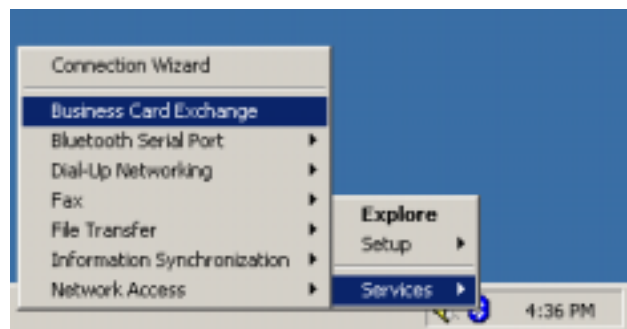 Connection Wizard
Business Card Exchange
Bluetooth Serial Port
Dial-Up Networking
Fax
File Transfer
Information Synchronization
Network Access
Explore
Setup
Services
4:36 PM